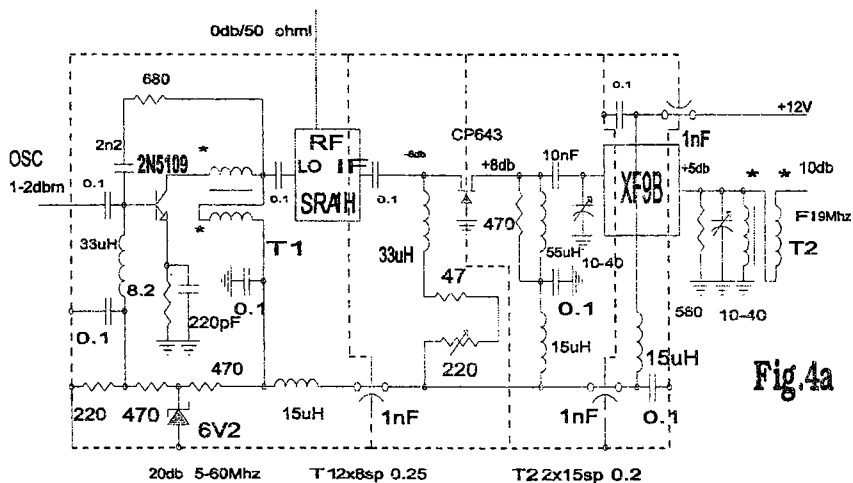 0db/50 ohm!
680
OSC
1-2dbm
2n2
2N5109
*
*
0.1
33uH
8.2
0.1
220pF
T1
0.1
0.1
RF
LO IF
SRA1H
0.1
-6db
CP643
+8db
10nF
470
33uH
47
220
55uH
10-40
0.1
15uH
0.1
1nF
+12V
XF9B
+5db
* *
10db
F19Mhz
T2
580
10-40
15uH
0.1
Fig.4a
220
470
470
6V2
15uH
1nF
1nF
20db 5-60Mhz
T12x8sp 0.25
T2 2x15sp 0.2